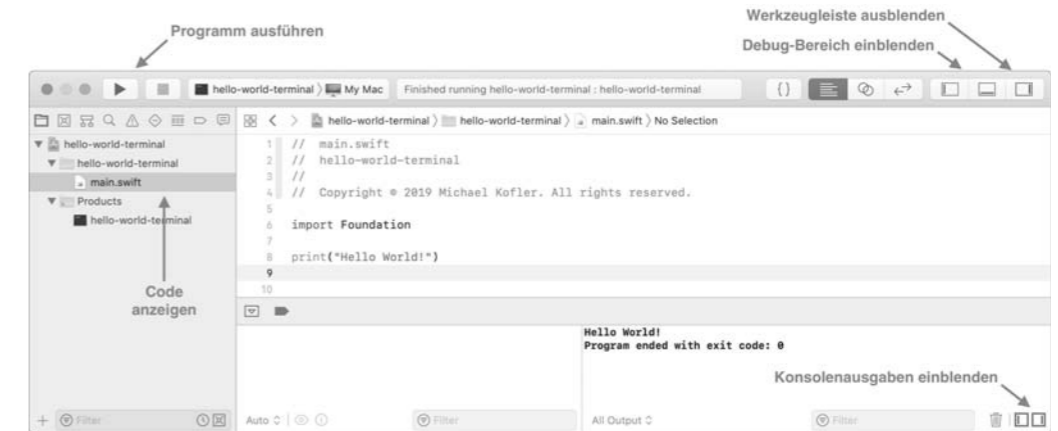 Werkzeugleiste ausblenden
Programm ausführen
Debug-Bereich einblenden
hello-world-terminal My Mac
Finished running hello-world-terminal : hello-world-terminal
{}
hello-world-terminal
hello-world-terminal
main.swift
Products
hello-world-terminal
Code
anzeigen
Filter
hello-world-terminal hello-world-terminal main.swift No Selection
1 // main.swift
2 // hello-world-terminal
3 //
4 // Copyright © 2019 Michael Kofler. All rights reserved.
5
6 import Foundation
7
8 print("Hello World!")
9
10
Hello World!
Program ended with exit code: 0
Konsolenausgaben einblenden
Auto
Filter
All Output
Filter